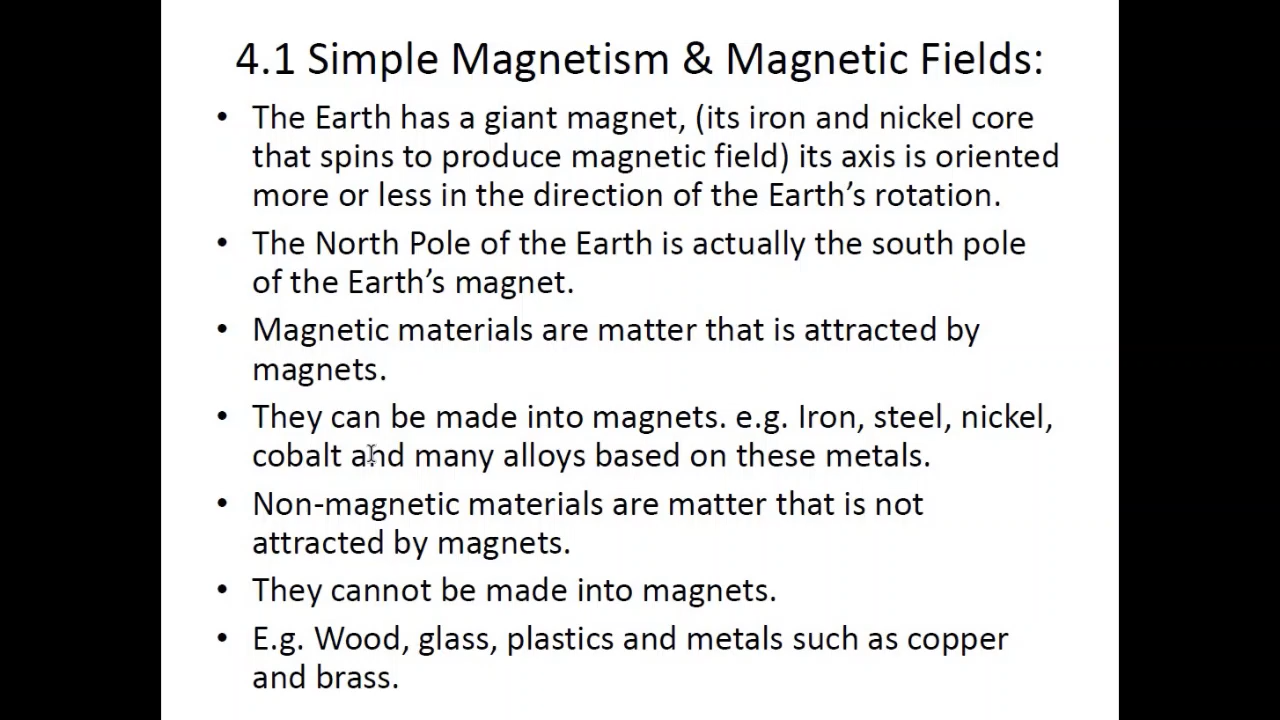 4.1 Simple Magnetism & Magnetic Fields:
• The Earth has a giant magnet, (its iron and nickel core
that spins to produce magnetic field) its axis is oriented
more or less in the direction of the Earth’s rotation.
• The North Pole of the Earth is actually the south pole
of the Earth’s magnet.
• Magnetic materials are matter that is attracted by
magnets.
• They can be made into magnets. e.g. Iron, steel, nickel,
cobalt and many alloys based on these metals.
• Non-magnetic materials are matter that is not
attracted by magnets.
• They cannot be made into magnets.
• E.g. Wood, glass, plastics and metals such as copper
and brass.